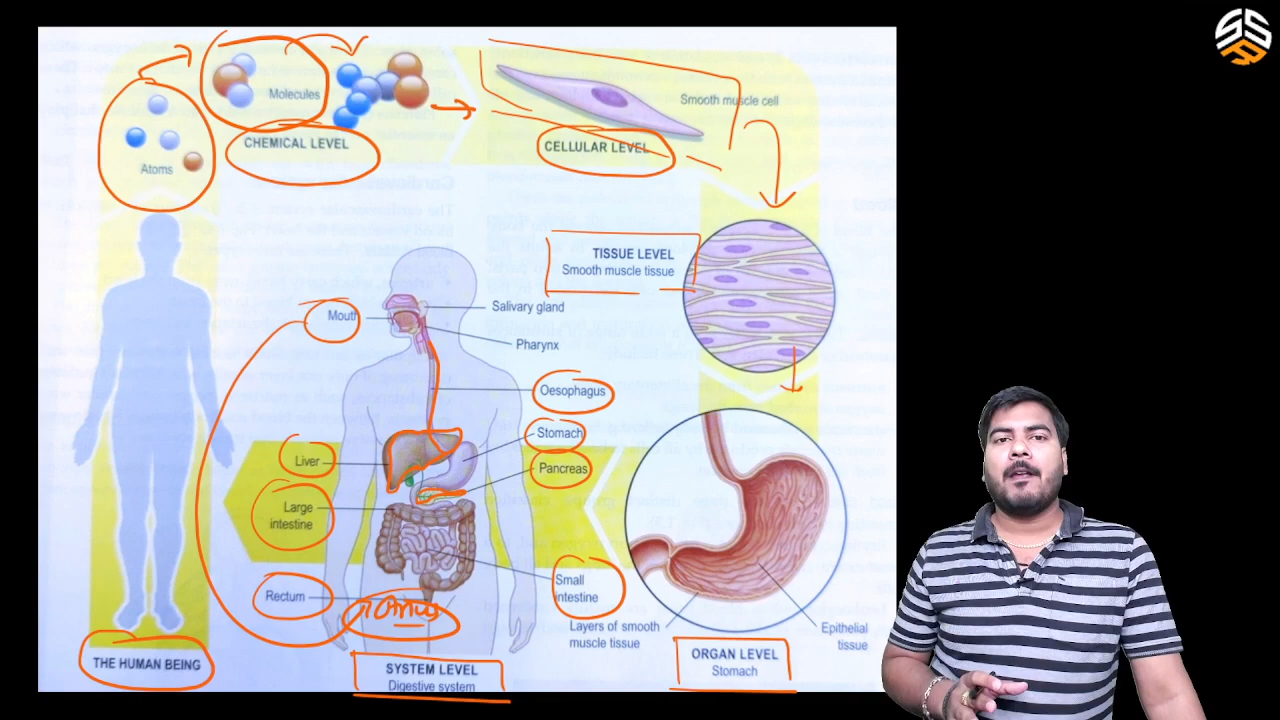 Molecules
CHEMICAL LEVEL
Atoms
Smooth muscle cell
CELLULAR LEVEL
TISSUE LEVEL
Smooth muscle tissue
Salivary gland
Mouth
Pharynx
Oesophagus
Stomach
Liver
Pancreas
Large
intestine
Small
intestine
Rectum
Anus
Layers of smooth
muscle tissue
Epithelial
tissue
THE HUMAN BEING
SYSTEM LEVEL
Digestive system
ORGAN LEVEL
Stomach